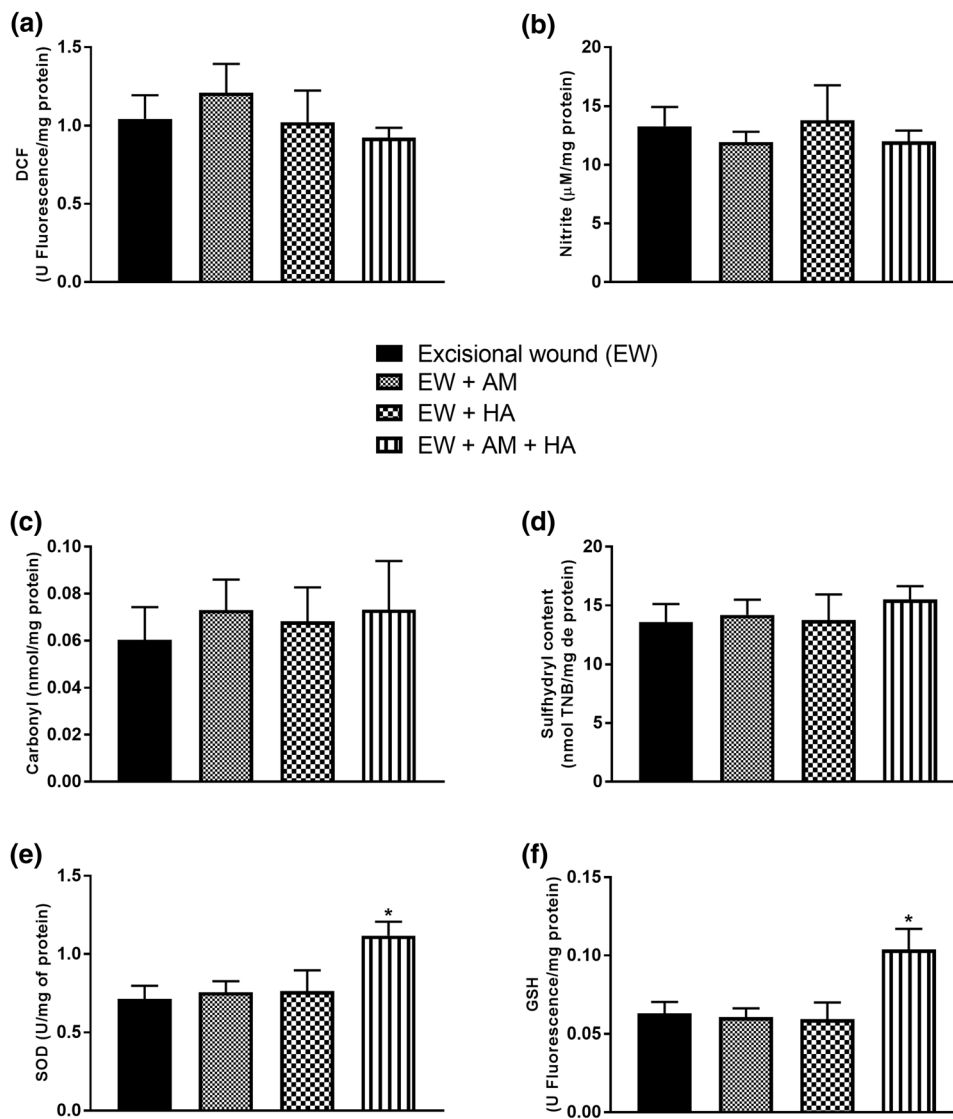 (a)
DCF
(U Fluorescence/mg protein)
1.5
1.0
0.5
0.0
(b)
Nitrite (μM/mg protein)
20
15
10
5
0
Excisional wound (EW)
EW + AM
EW + HA
EW + AM + HA
(c)
Carbonyl (nmol/mg protein)
0.10
0.08
0.06
0.04
0.02
0.00
(d)
Sulfhydryl content
(nmol TNB/mg de protein)
20
15
10
5
0
(e)
SOD (U/mg of protein)
1.5
1.0
0.5
0.0
*
(f)
GSH
(U Fluorescence/mg protein)
0.15
0.10
0.05
0.00
*